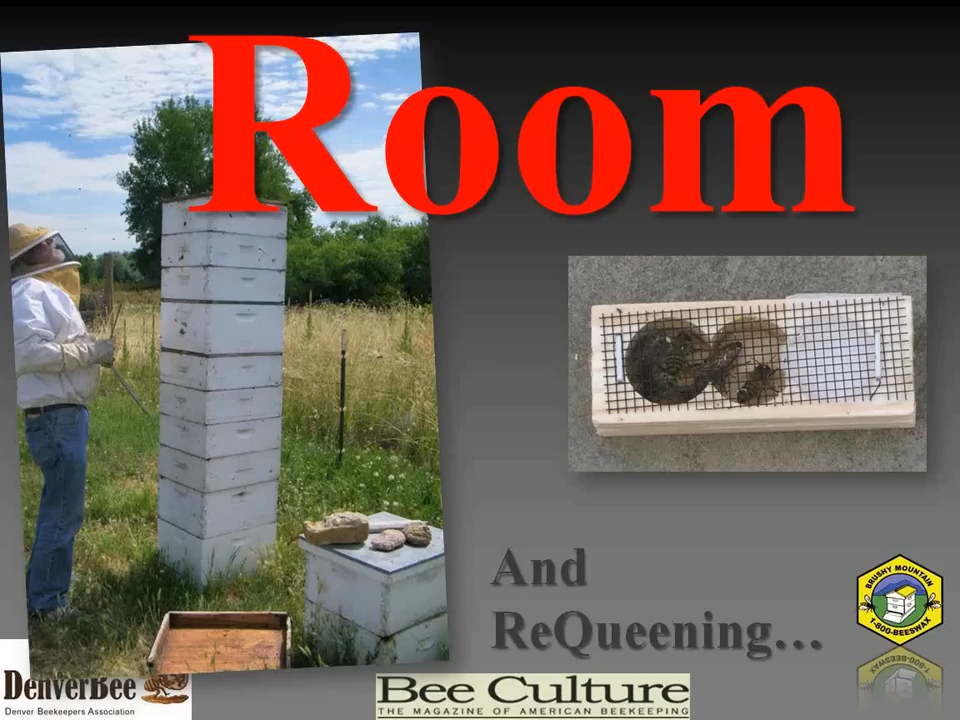 Room
And
ReQueening...
BRUSHY MOUNTAIN
1-800-BEESWAX
DenverBee
Denver Beekeepers Association
Bee Culture
THE MAGAZINE OF AMERICAN BEEKEEPING